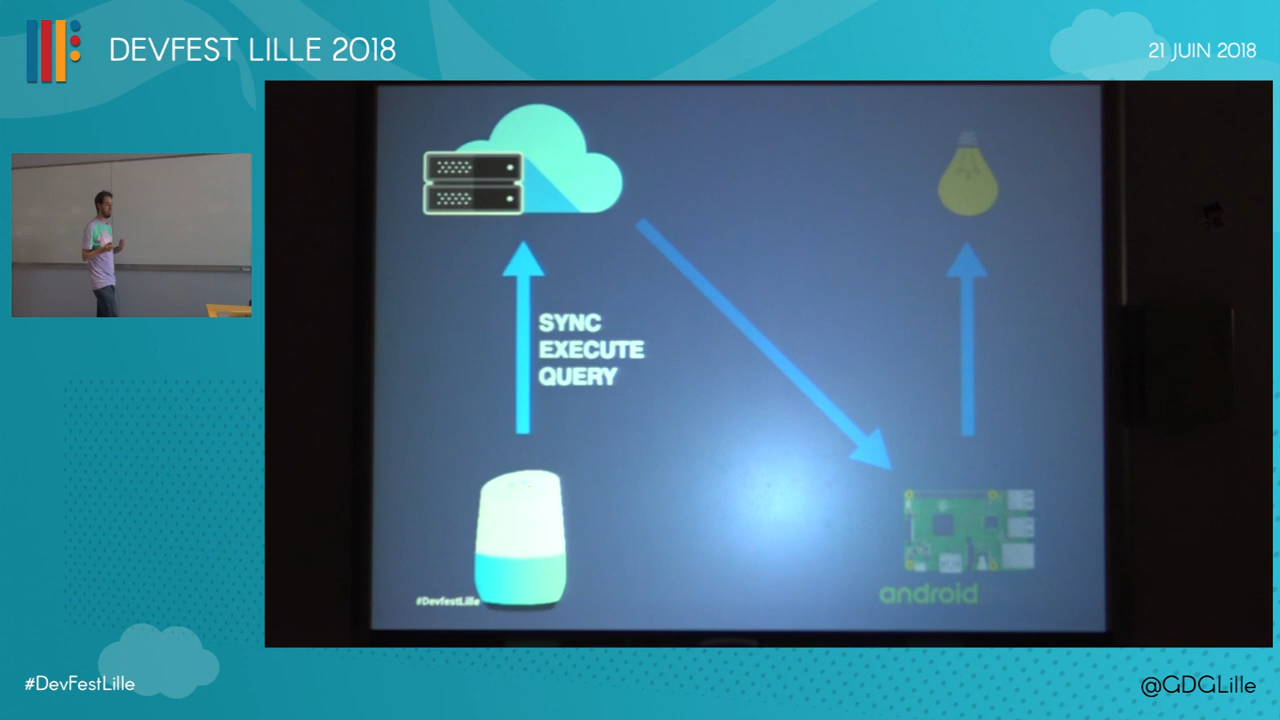 DEVFEST LILLE 2018
21 JUIN 2018
SYNC
EXECUTE
QUERY
#DevfestLille
android
#DevFestLille
@GDGLille